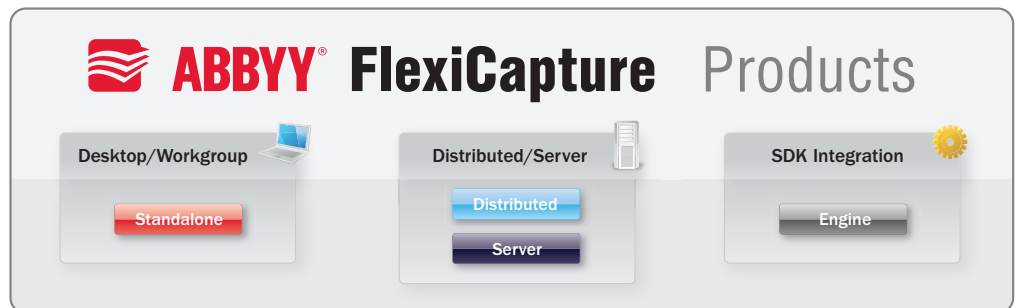 ABBYY® FlexiCapture Products
Desktop/Workgroup
Standalone
Distributed/Server
Distributed
Server
SDK Integration
Engine